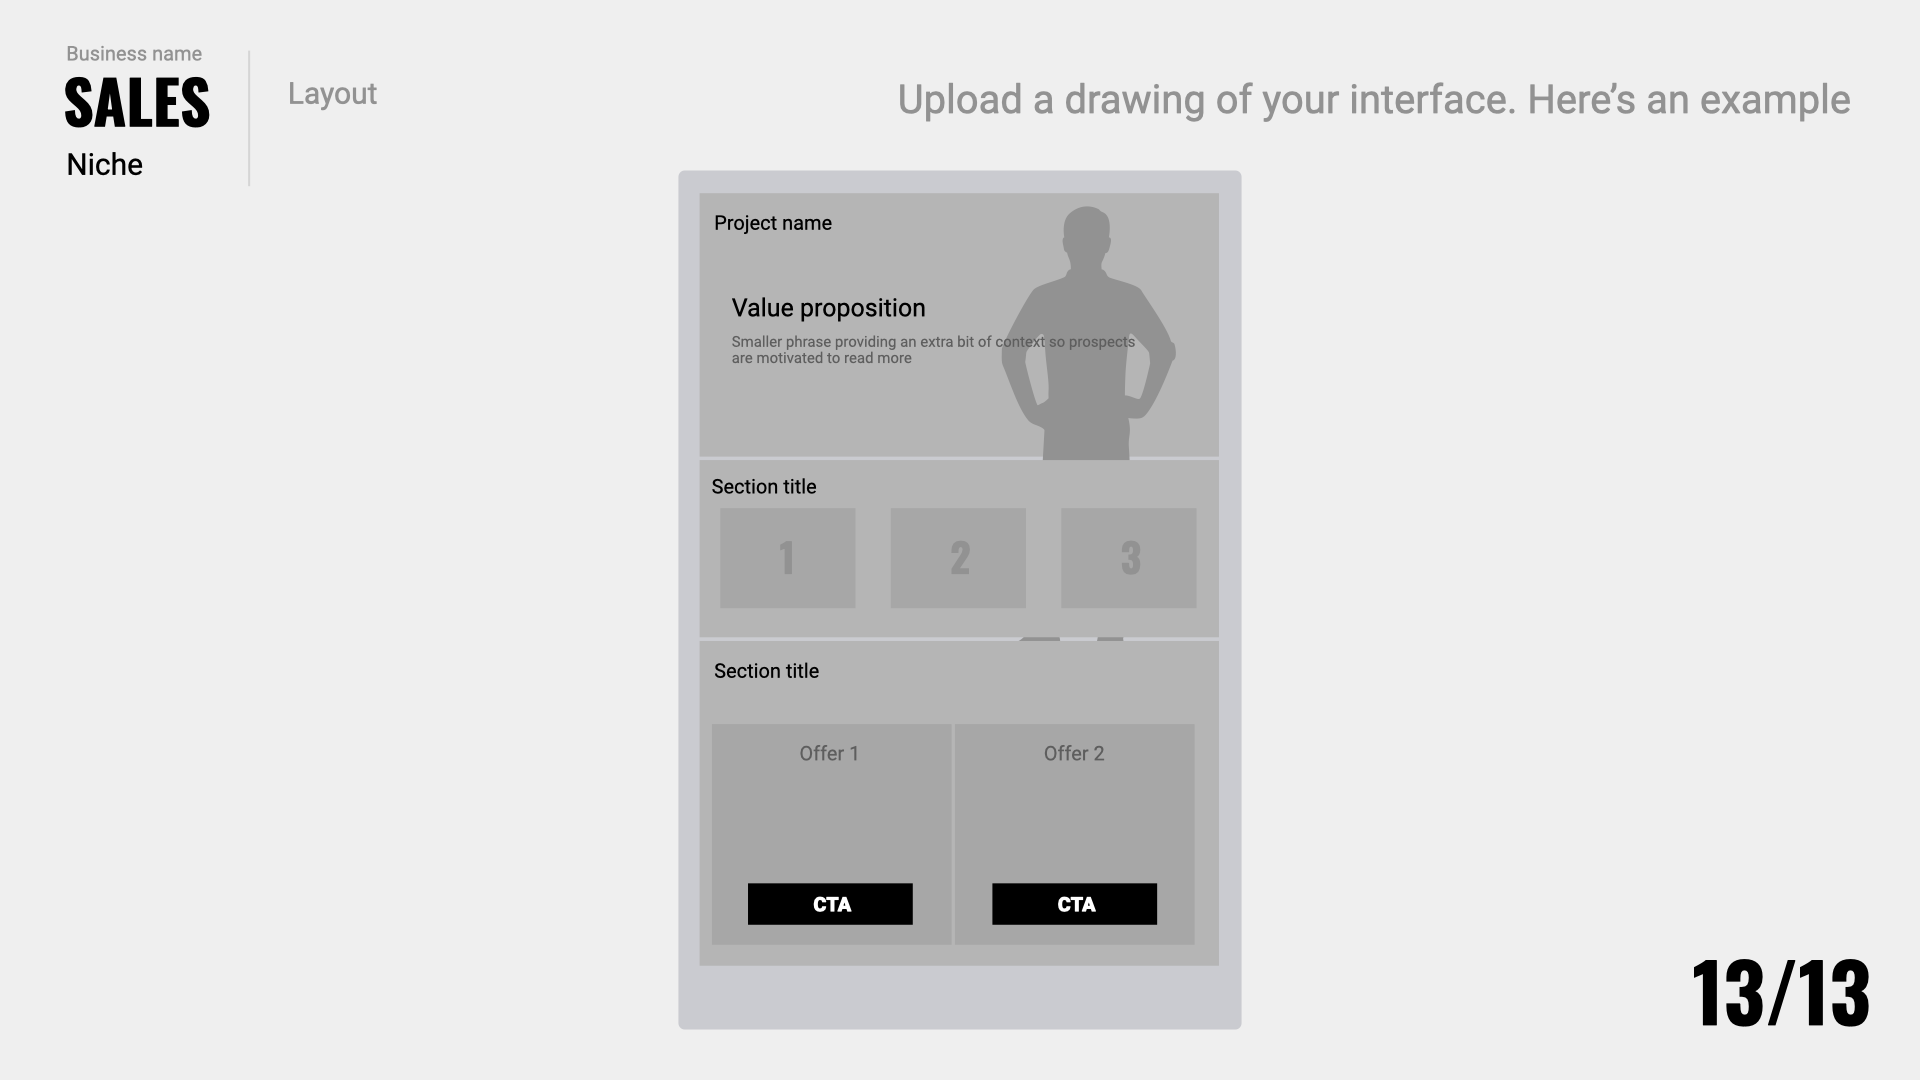 Business name
SALES
Niche
Layout
Upload a drawing of your interface. Here’s an example
Project name
Value proposition
Smaller phrase providing an extra bit of context so prospects
are motivated to read more
Section title
1
2
3
Section title
Offer 1
Offer 2
CTA
CTA
13/13